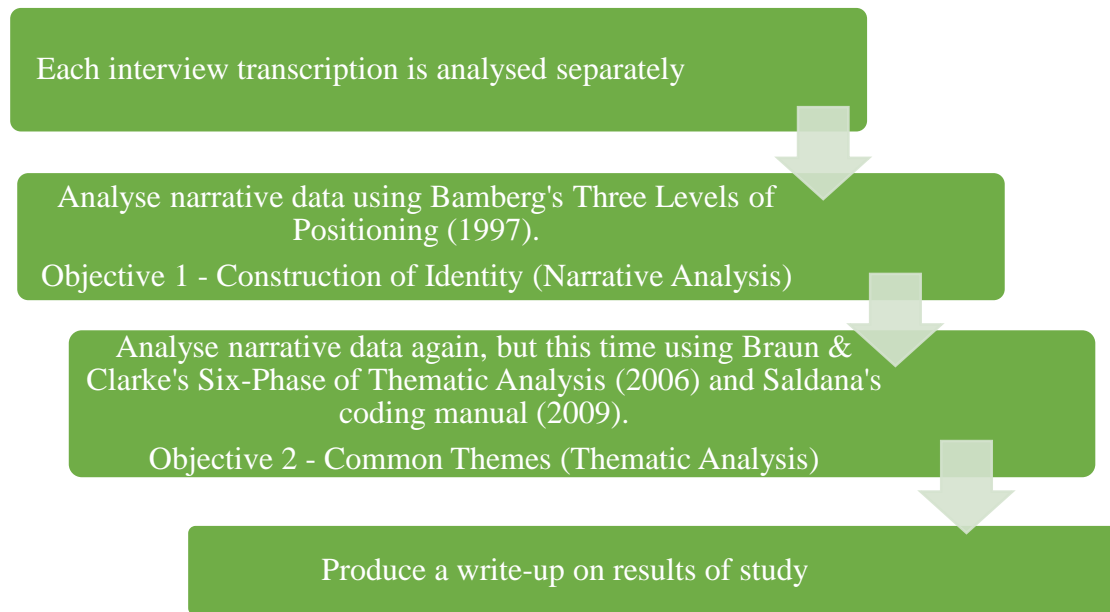 Each interview transcription is analysed separately
Analyse narrative data using Bamberg's Three Levels of
Positioning (1997).
Objective 1 - Construction of Identity (Narrative Analysis)
Analyse narrative data again, but this time using Braun &
Clarke's Six-Phase of Thematic Analysis (2006) and Saldana's
coding manual (2009).
Objective 2 - Common Themes (Thematic Analysis)
Produce a write-up on results of study